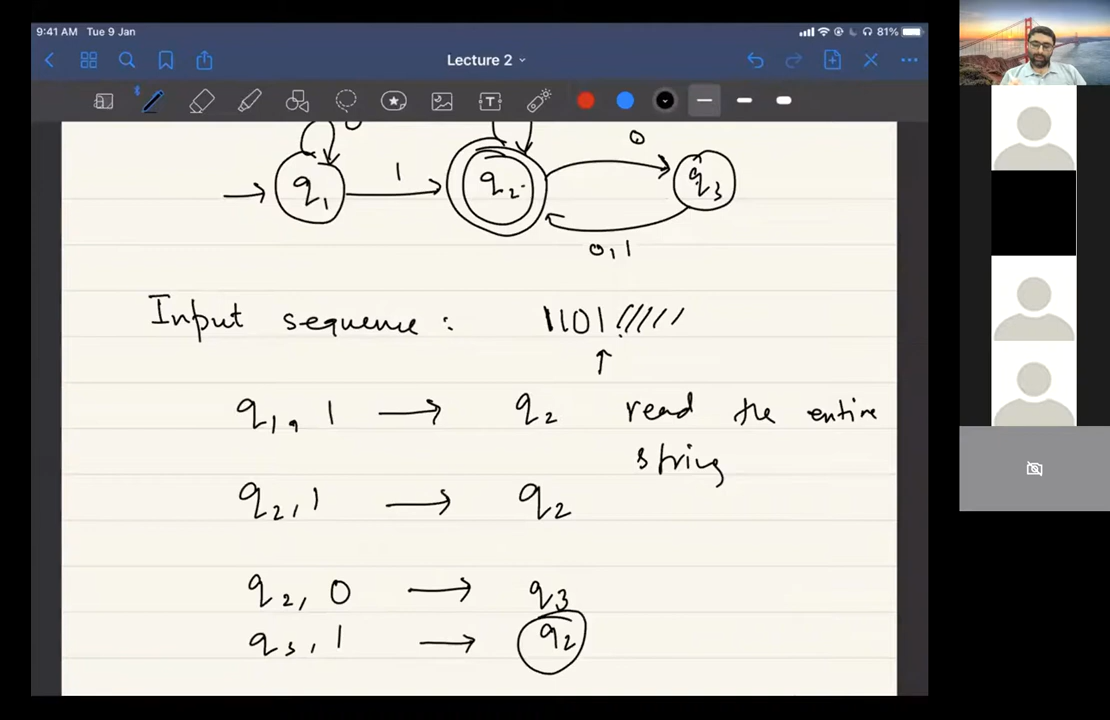 9:41 AM Tue 9 Jan 81%
Lecture 2
T
0
q1 1 q2 0 q3
0,1
Input sequence : 1101
q1, 1 → q2 read the entire
string
q2, 1 → q2
q2, 0 → q3
q3, 1 → q2